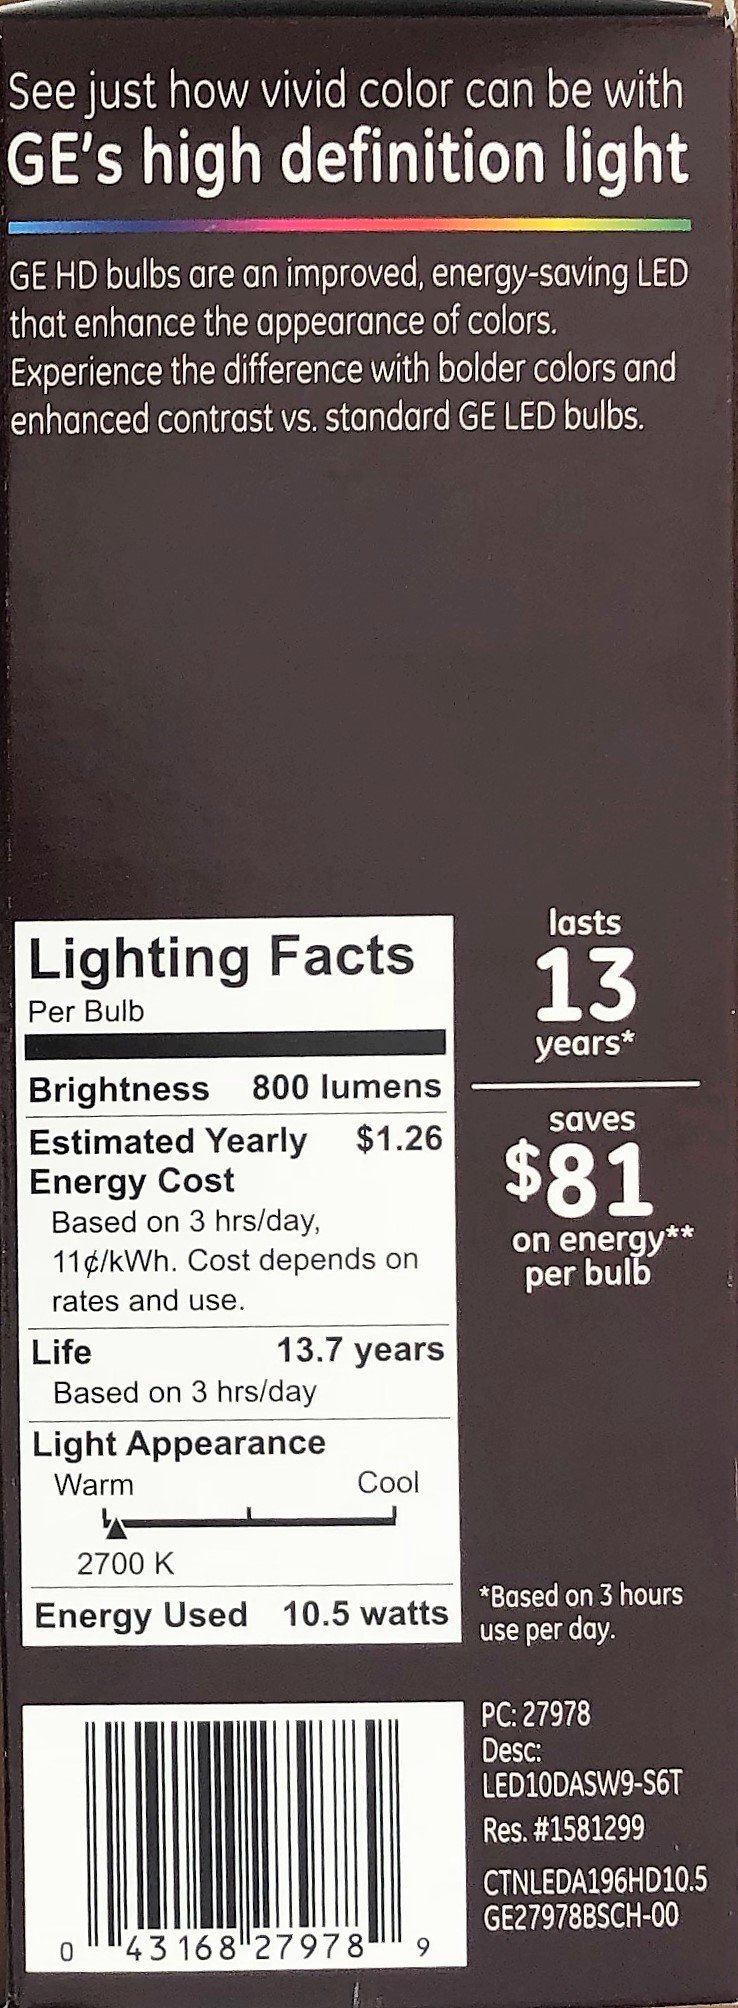 See just how vivid color can be with
GE's high definition light
GE HD bulbs are an improved, energy-saving LED
that enhance the appearance of colors.
Experience the difference with bolder colors and
enhanced contrast vs. standard GE LED bulbs.
Lighting Facts
Per Bulb
Brightness 800 lumens
Estimated Yearly $1.26
Energy Cost
Based on 3 hrs/day,
11¢/kWh. Cost depends on
rates and use.
Life 13.7 years
Based on 3 hrs/day
Light Appearance
Warm Cool
2700 K
Energy Used 10.5 watts
lasts
13
years*
saves
$81
on energy**
per bulb
*Based on 3 hours
use per day.
0 43168 27978 9
PC: 27978
Desc:
LED10DASW9-S6T
Res. #1581299
CTNLEDA196HD10.5
GE27978BSCH-00